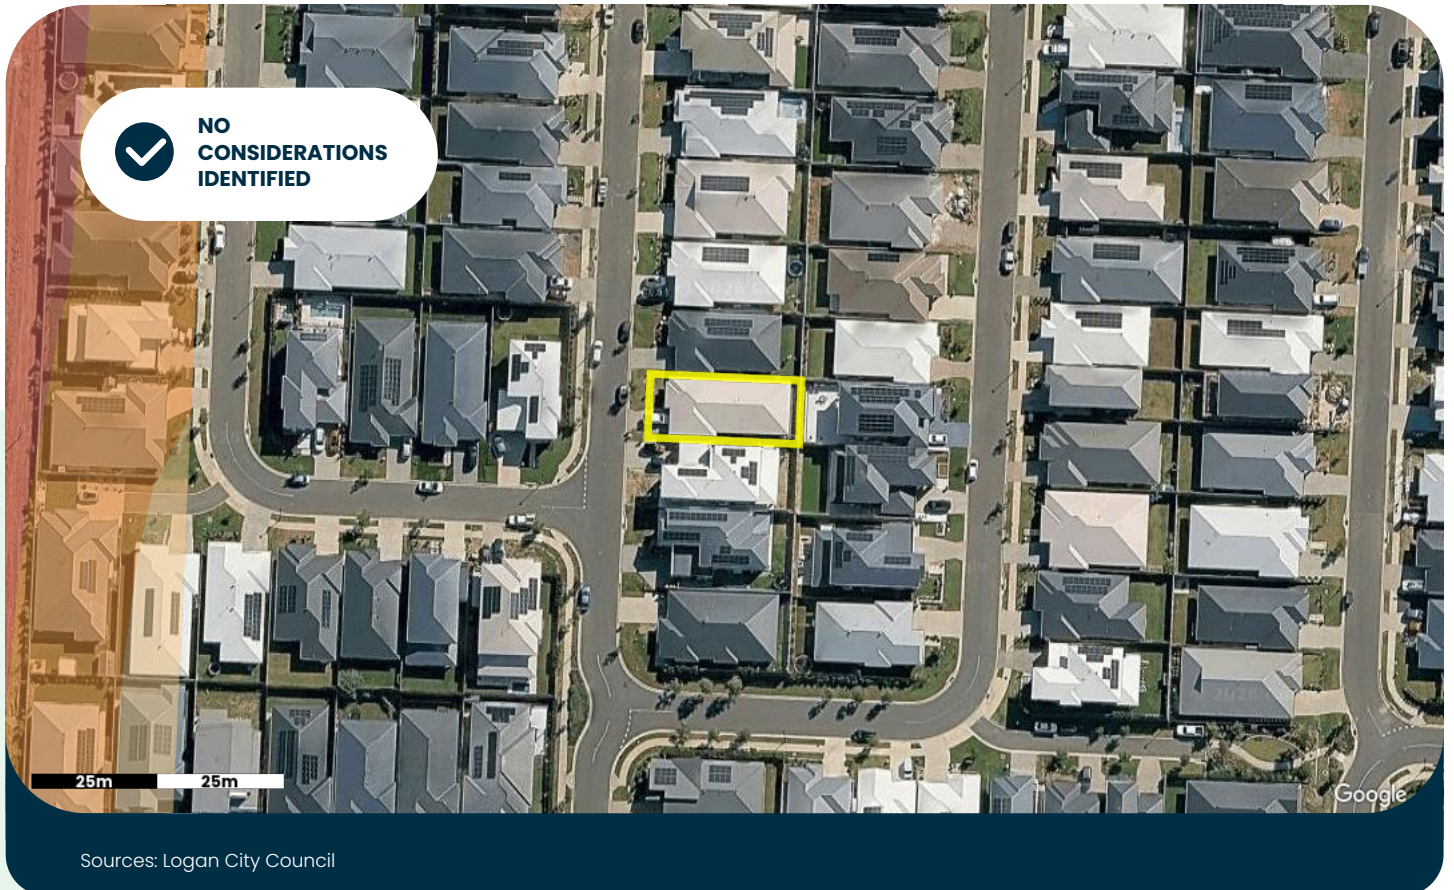 NO
CONSIDERATIONS
IDENTIFIED
25m 25m
Google
Sources: Logan City Council